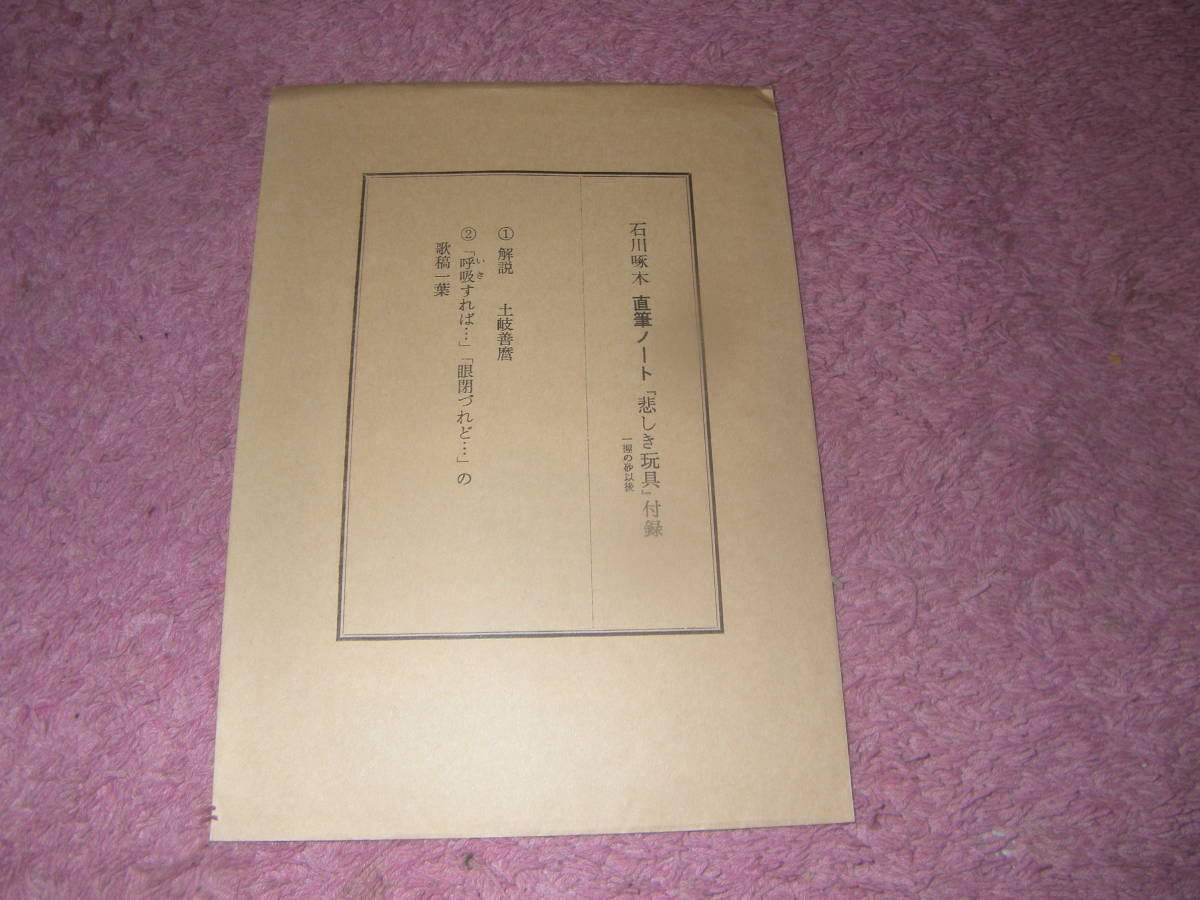 石川啄木 直筆ノート『悲しき玩具』付録
一握の砂以後
① 解説 土岐善麿
② 「呼吸すれば…」「眼閉づれど…」の
いき
歌稿一葉